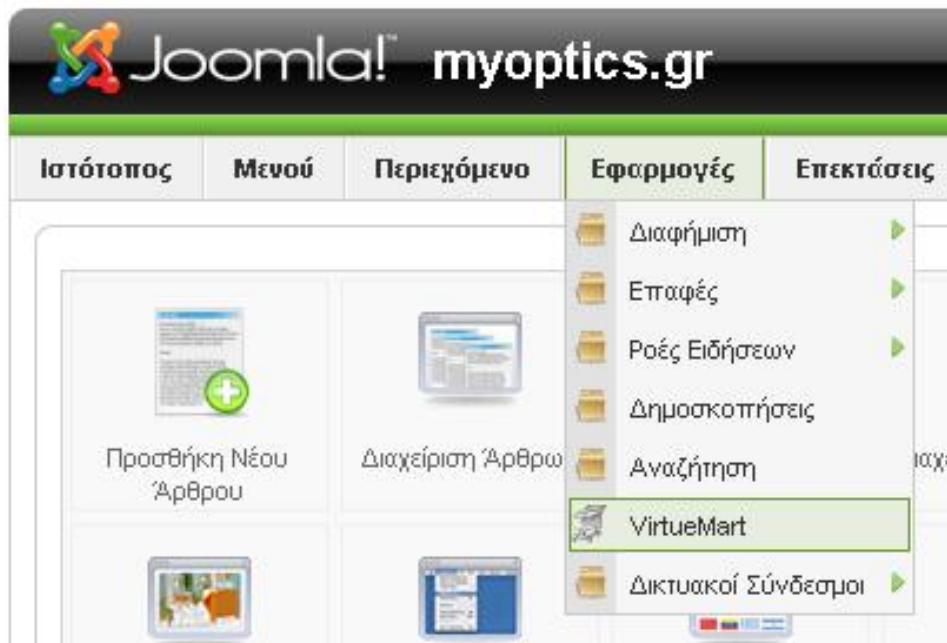 Joomla!™ myoptics.gr
Ιστότοπος Μενού Περιεχόμενο Εφαρμογές Επεκτάσεις
Διαφήμιση
Επαφές
Ροές Ειδήσεων
Δημοσκοπήσεις
Αναζήτηση
VirtueMart
Δικτυακοί Σύνδεσμοι
Προσθήκη Νέου
Άρθρου
Διαχείριση Άρθρω